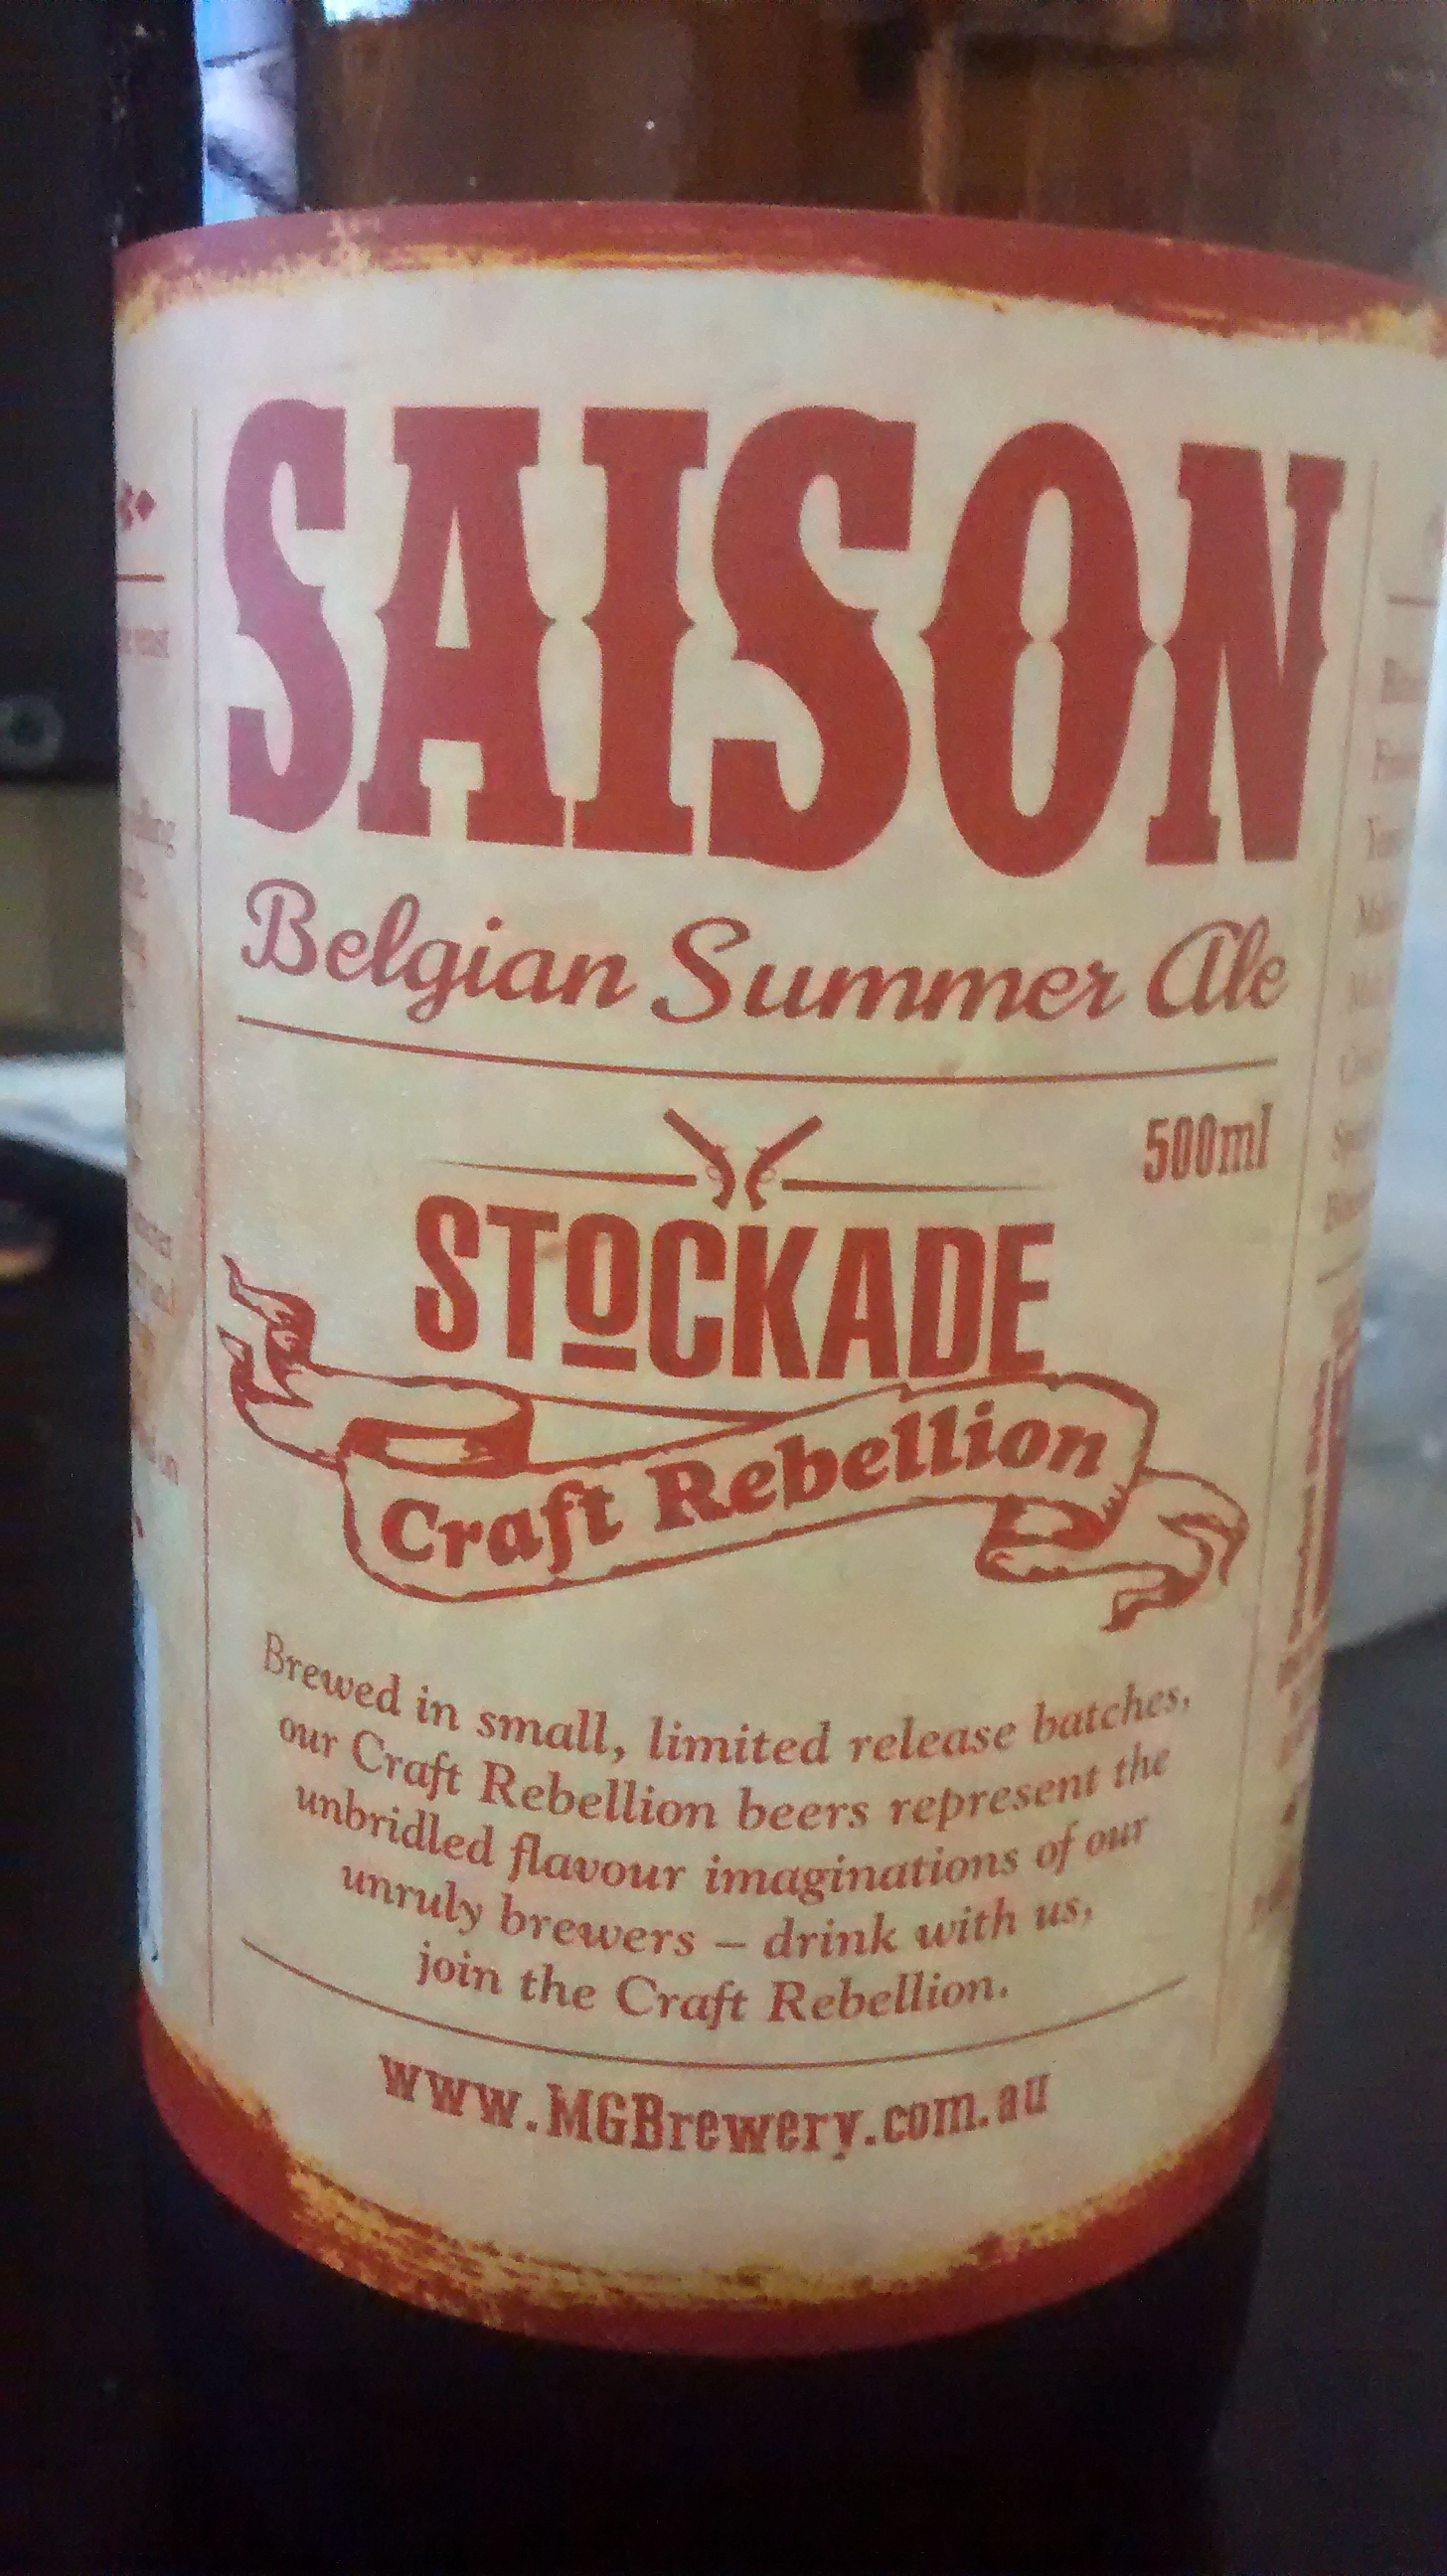 SAISON
Belgian Summer Ale
500ml
STOCKADE
Craft Rebellion
Brewed in small, limited release batches,
our Craft Rebellion beers represent the
unbridled flavour imaginations of our
unruly brewers – drink with us,
join the Craft Rebellion.
www.MGBrewery.com.au